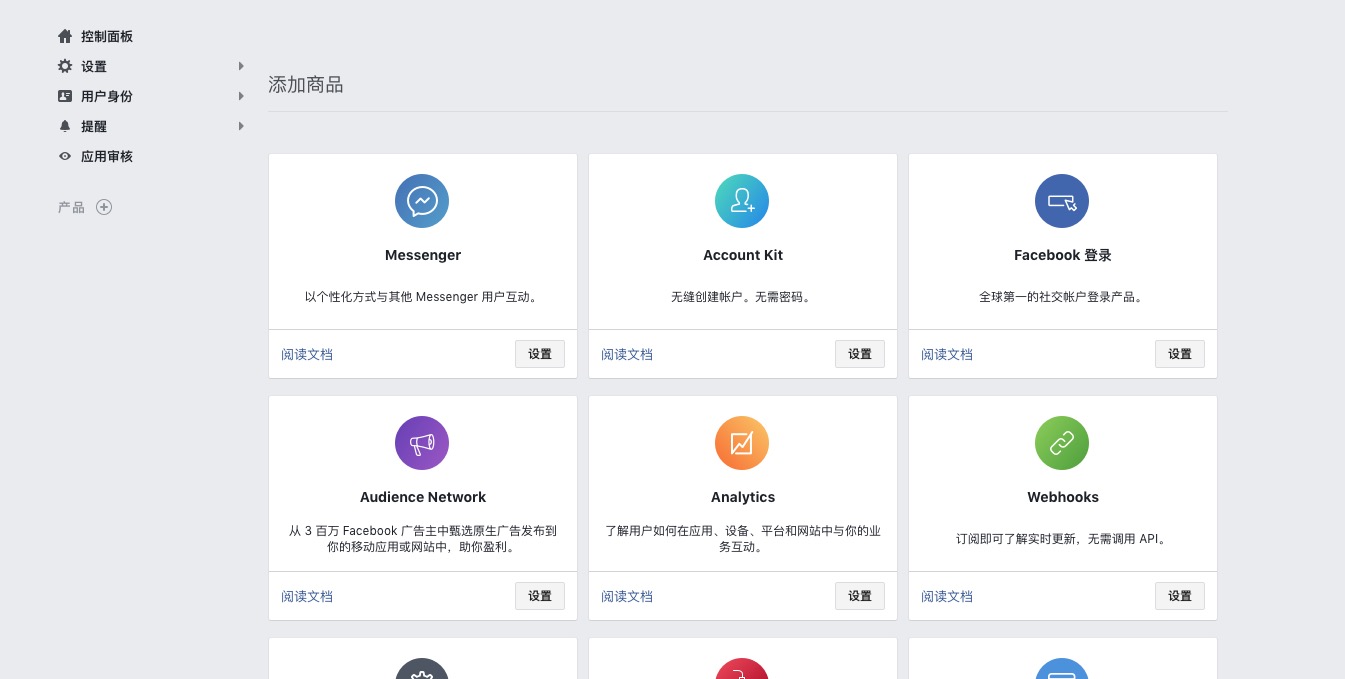 控制面板
设置
用户身份
提醒
应用审核
产品
添加商品
Messenger
以个性化方式与其他 Messenger 用户互动。
阅读文档
设置
Account Kit
无缝创建帐户。无需密码。
阅读文档
设置
Facebook 登录
全球第一的社交帐户登录产品。
阅读文档
设置
Audience Network
从 3 百万 Facebook 广告主中甄选原生广告发布到
你的移动应用或网站中，助你盈利。
阅读文档
设置
Analytics
了解用户如何在应用、设备、平台和网站中与你的业
务互动。
阅读文档
设置
Webhooks
订阅即可了解实时更新，无需调用 API。
阅读文档
设置